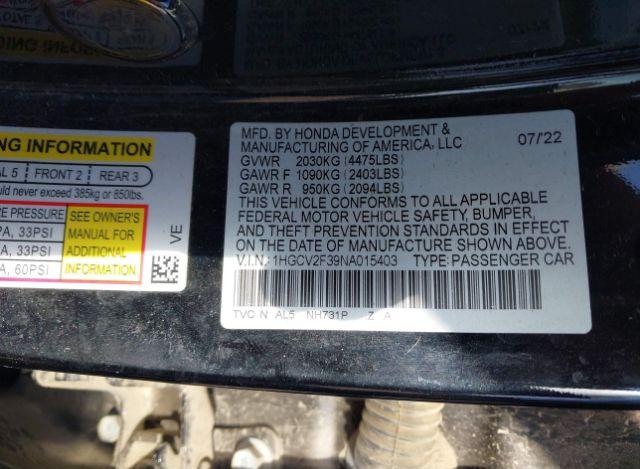 NG INFORMATION
AL 5 FRONT 2 REAR 3
uld never exceed 385kg or 850lbs.
E PRESSURE
PA, 33PSI
A, 33PSI
A, 60PSI
SEE OWNER'S
MANUAL FOR
ADDITIONAL
INFORMATION
VE
MFD. BY HONDA DEVELOPMENT & 07/22
MANUFACTURING OF AMERICA, LLC
GVWR 2030KG (4475LBS)
GAWR F 1090KG (2403LBS)
GAWR R 950KG (2094LBS)
THIS VEHICLE CONFORMS TO ALL APPLICABLE
FEDERAL MOTOR VEHICLE SAFETY, BUMPER,
AND THEFT PREVENTION STANDARDS IN EFFECT
ON THE DATE OF MANUFACTURE SHOWN ABOVE.
V.I.N: 1HGCV2F39NA015403 TYPE: PASSENGER CAR
TVC N AL5 NH731P Z A